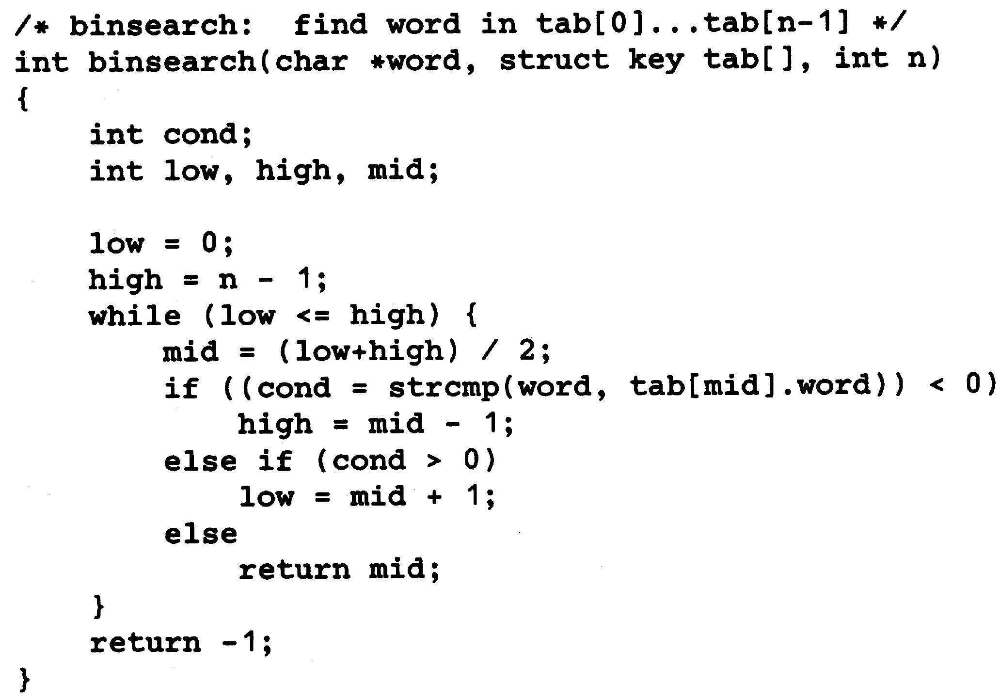 /* binsearch:  find word in tab[0]...tab[n-1] */
int binsearch(char *word, struct key tab[], int n)
{
    int cond;
    int low, high, mid;

    low = 0;
    high = n - 1;
    while (low <= high) {
        mid = (low+high) / 2;
        if ((cond = strcmp(word, tab[mid].word)) < 0)
            high = mid - 1;
        else if (cond > 0)
            low = mid + 1;
        else
            return mid;
    }
    return -1;
}